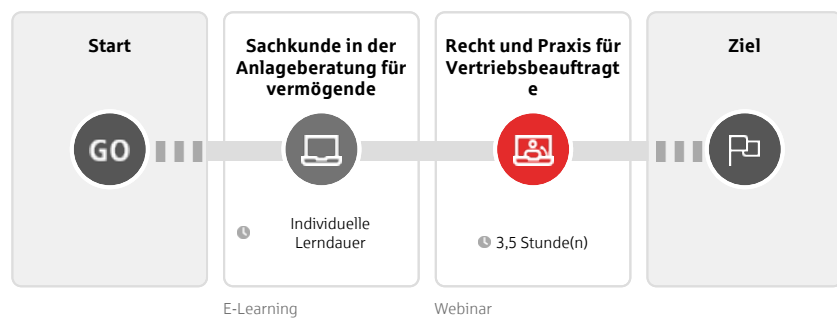 Start
GO
Sachkunde in der
Anlageberatung für
vermögende
Individuelle
Lerndauer
E-Learning
Recht und Praxis für
Vertriebsbeauftragt
e
3,5 Stunde(n)
Webinar
Ziel